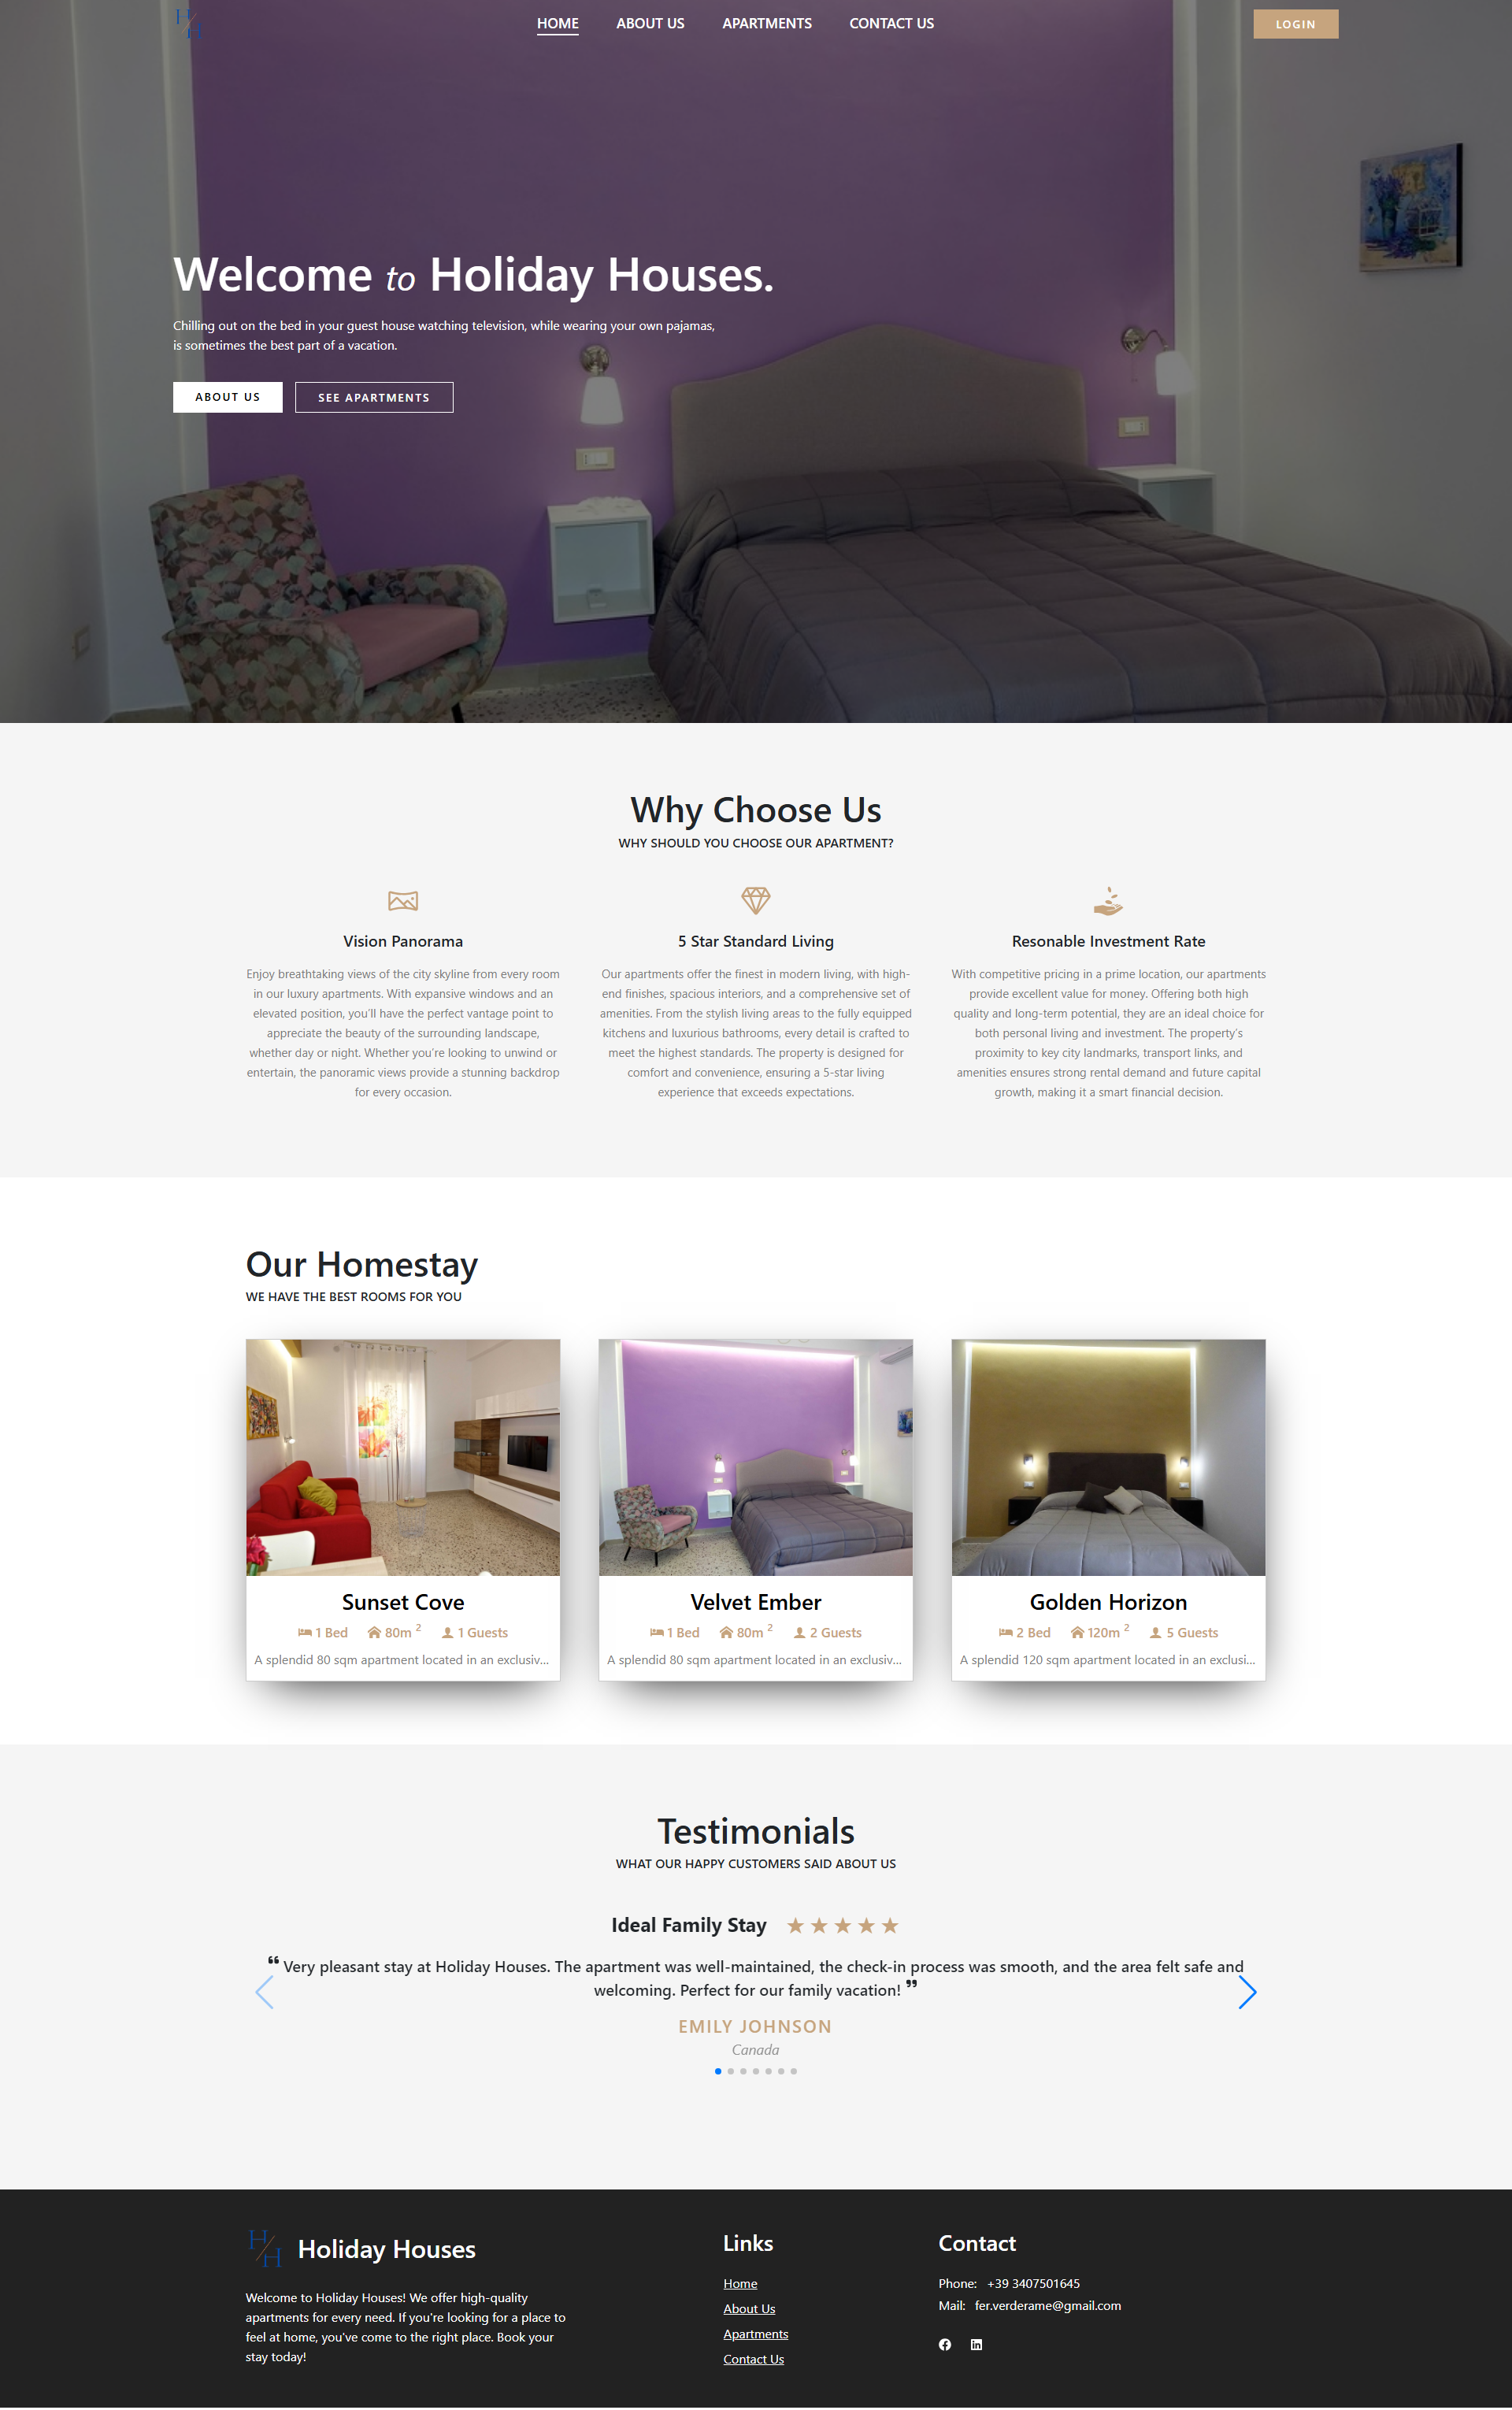 HH
HOME ABOUT US APARTMENTS CONTACT US
LOGIN
Welcome to Holiday Houses.
Chilling out on the bed in your guest house watching television, while wearing your own pajamas,
is sometimes the best part of a vacation.
ABOUT US SEE APARTMENTS
Why Choose Us
WHY SHOULD YOU CHOOSE OUR APARTMENT?
Vision Panorama
Enjoy breathtaking views of the city skyline from every room
in our luxury apartments. With expansive windows and an
elevated position, you'll have the perfect vantage point to
appreciate the beauty of the surrounding landscape,
whether day or night. Whether you're looking to unwind or
entertain, the panoramic views provide a stunning backdrop
for every occasion.
5 Star Standard Living
Our apartments offer the finest in modern living, with high-
end finishes, spacious interiors, and a comprehensive set of
amenities. From the stylish living areas to the fully equipped
kitchens and luxurious bathrooms, every detail is crafted to
meet the highest standards. The property is designed for
comfort and convenience, ensuring a 5-star living
experience that exceeds expectations.
Resonable Investment Rate
With competitive pricing in a prime location, our apartments
provide excellent value for money. Offering both high
quality and long-term potential, they are an ideal choice for
both personal living and investment. The property's
proximity to key city landmarks, transport links, and
amenities ensures strong rental demand and future capital
growth, making it a smart financial decision.
Our Homestay
WE HAVE THE BEST ROOMS FOR YOU
Sunset Cove
1 Bed 80m 2 1 Guests
A splendid 80 sqm apartment located in an exclusiv...
Velvet Ember
1 Bed 80m 2 2 Guests
A splendid 80 sqm apartment located in an exclusiv...
Golden Horizon
2 Bed 120m 2 5 Guests
A splendid 120 sqm apartment located in an exclusi...
Testimonials
WHAT OUR HAPPY CUSTOMERS SAID ABOUT US
Ideal Family Stay
❝ Very pleasant stay at Holiday Houses. The apartment was well-maintained, the check-in process was smooth, and the area felt safe and
welcoming. Perfect for our family vacation! ❞
EMILY JOHNSON
Canada
HH
Holiday Houses
Welcome to Holiday Houses! We offer high-quality
apartments for every need. If you're looking for a place to
feel at home, you've come to the right place. Book your
stay today!
Links
Home
About Us
Apartments
Contact Us
Contact
Phone: +39 3407501645
Mail: fer.verderame@gmail.com